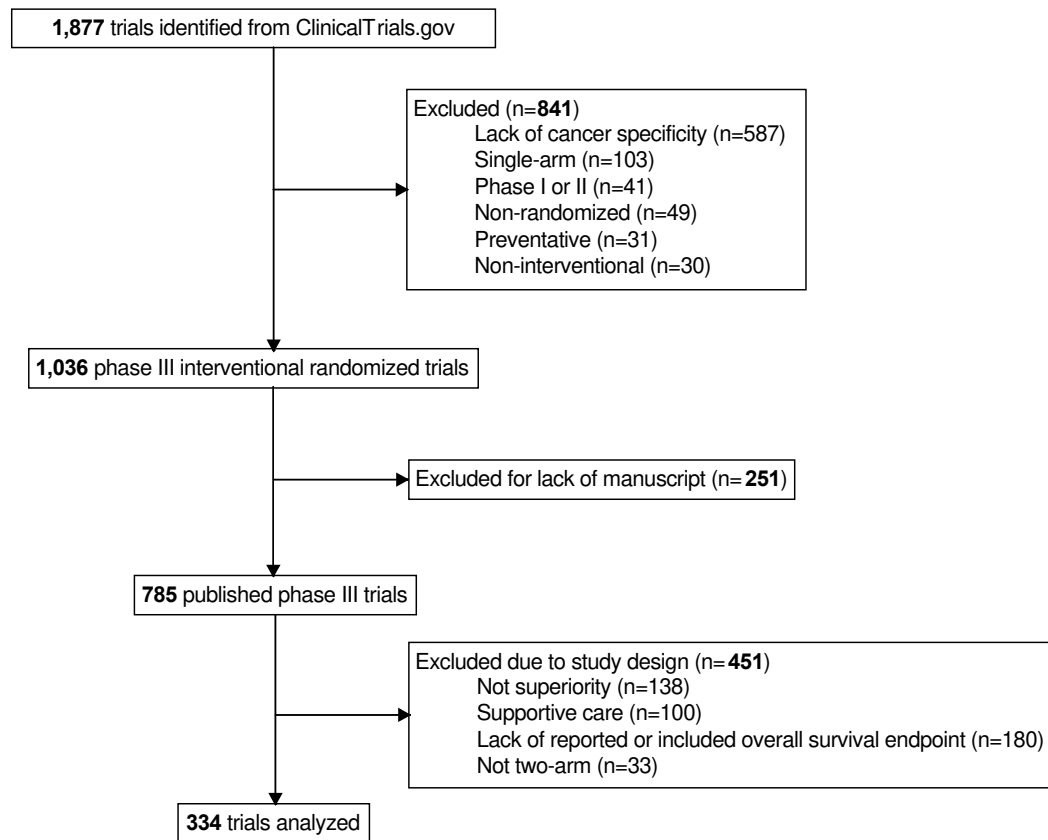 1,877 trials identified from ClinicalTrials.gov
Excluded (n=841)
Lack of cancer specificity (n=587)
Single-arm (n=103)
Phase I or II (n=41)
Non-randomized (n=49)
Preventative (n=31)
Non-interventional (n=30)
1,036 phase III interventional randomized trials
Excluded for lack of manuscript (n=251)
785 published phase III trials
Excluded due to study design (n=451)
Not superiority (n=138)
Supportive care (n=100)
Lack of reported or included overall survival endpoint (n=180)
Not two-arm (n=33)
334 trials analyzed